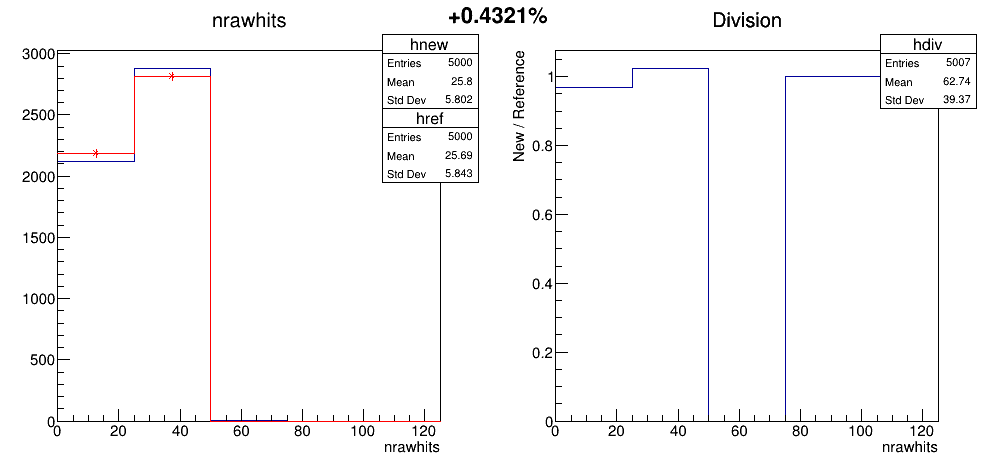 +0.4321%
nrawhits
hnew
Entries 5000
Mean 25.8
Std Dev 5.802
href
Entries 5000
Mean 25.69
Std Dev 5.843
3000
2500
2000
1500
1000
500
0
0 20 40 60 80 100 120
nrawhits
Division
hdiv
Entries 5007
Mean 62.74
Std Dev 39.37
New / Reference
1
0.8
0.6
0.4
0.2
0
0 20 40 60 80 100 120
nrawhits